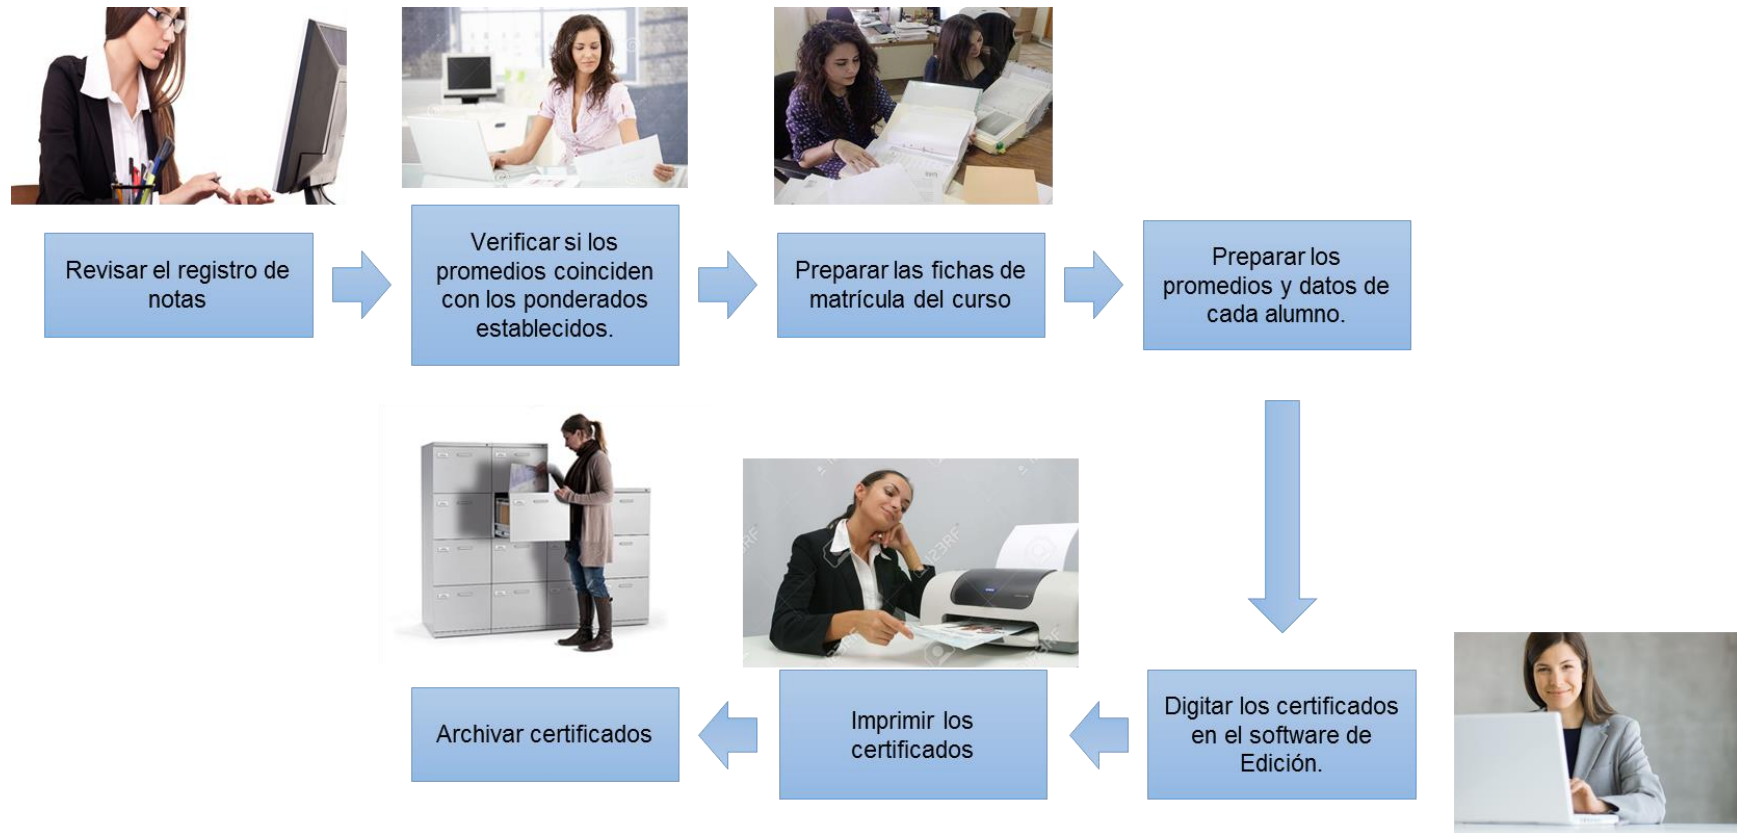 Revisar el registro de
notas
Verificar si los
promedios coinciden
con los ponderados
establecidos.
Preparar las fichas de
matrícula del curso
Preparar los
promedios y datos de
cada alumno.
Digitar los certificados
en el software de
Edición.
Imprimir los
certificados
Archivar certificados
123RF
123RF